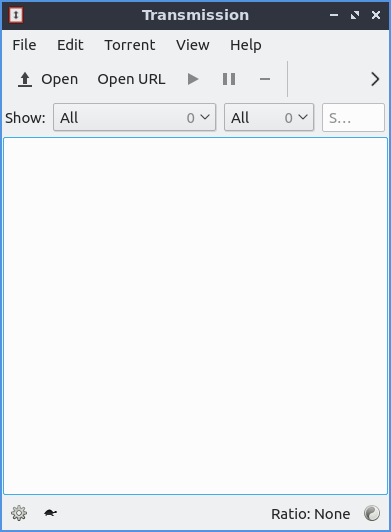 Transmission
File Edit Torrent View Help
Open Open URL
Show: All 0 All 0 S...
Ratio: None